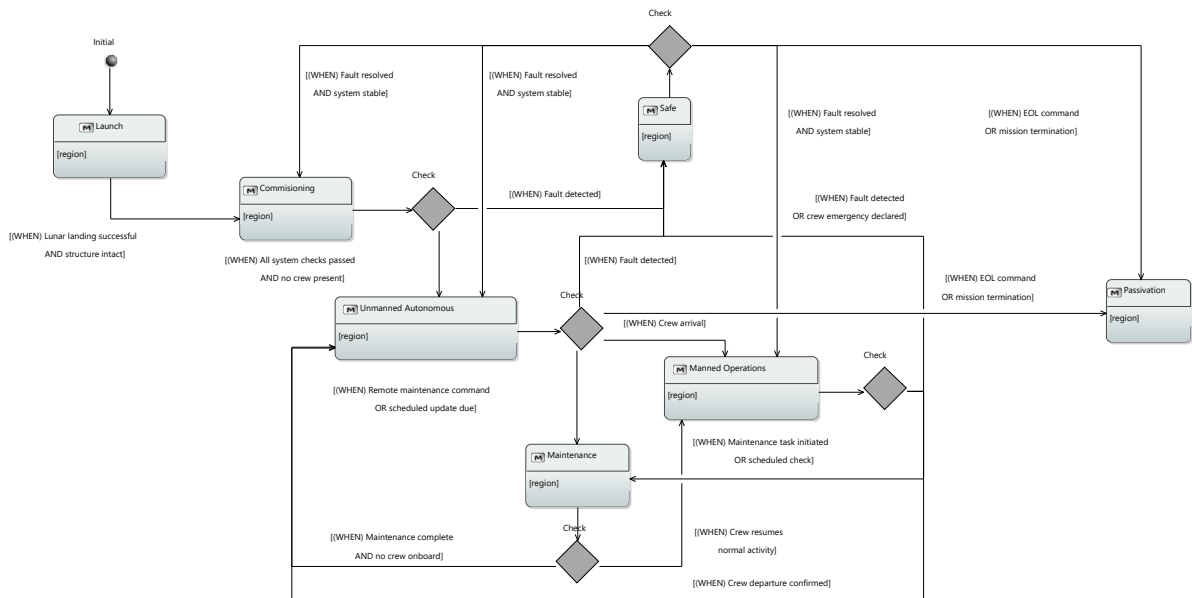 Check
Initial
[(WHEN) Fault resolved
AND system stable]
[(WHEN) Fault resolved
AND system stable]
Safe
[region]
[(WHEN) Fault resolved
AND system stable]
[(WHEN) EOL command
OR mission termination]
Launch
[region]
Check
Commisioning
[region]
[(WHEN) Fault detected]
[(WHEN) Fault detected
OR crew emergency declared]
[(WHEN) Lunar landing successful
AND structure intact]
[(WHEN) All system checks passed
AND no crew present]
[(WHEN) Fault detected]
[(WHEN) EOL command
OR mission termination]
Passivation
[region]
Check
Unmanned Autonomous
[region]
[(WHEN) Crew arrival]
Check
Manned Operations
[region]
[(WHEN) Remote maintenance command
OR scheduled update due]
[(WHEN) Maintenance task initiated
OR scheduled check]
Maintenance
[region]
Check
[(WHEN) Maintenance complete
AND no crew onboard]
[(WHEN) Crew resumes
normal activity]
[(WHEN) Crew departure confirmed]